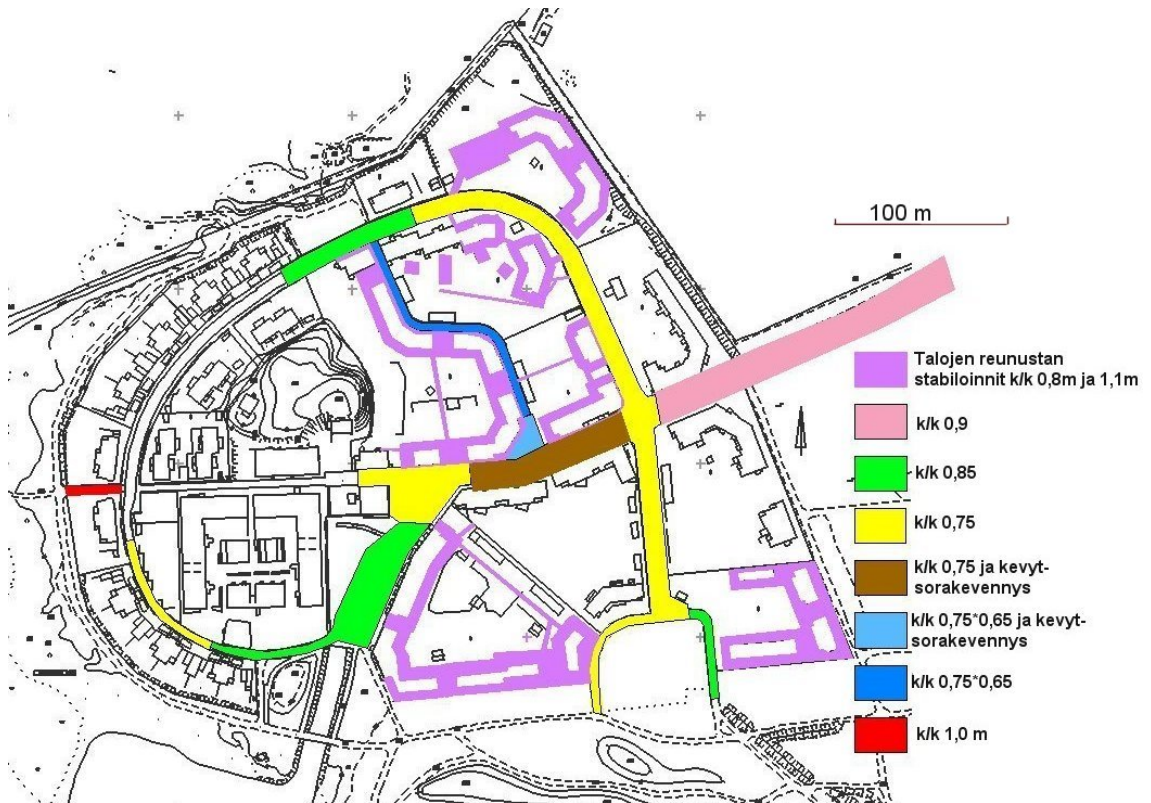 100 m
Talojen reunustan
stabiloinnit k/k 0,8m ja 1,1m
k/k 0,9
k/k 0,85
k/k 0,75
k/k 0,75 ja kevyt-
sorakevennys
k/k 0,75*0,65 ja kevyt-
sorakevennys
k/k 0,75*0,65
k/k 1,0 m